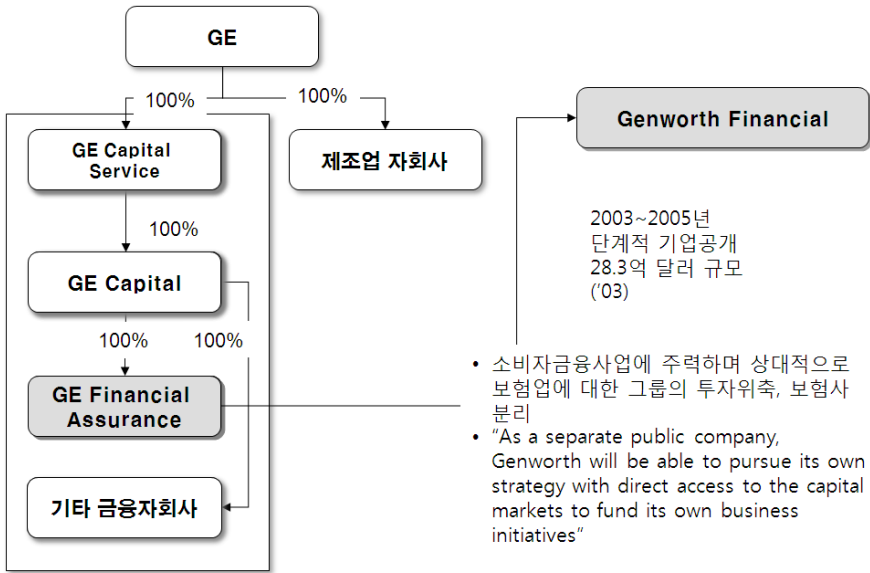 GE
100%
100%
GE Capital
Service
제조업 자회사
Genworth Financial
100%
GE Capital
2003~2005년
단계적 기업공개
28.3억 달러 규모
('03)
100%
100%
GE Financial
Assurance
• 소비자금융사업에 주력하며 상대적으로
보험업에 대한 그룹의 투자위축, 보험사
분리
• "As a separate public company,
Genworth will be able to pursue its own
strategy with direct access to the capital
markets to fund its own business
initiatives"
기타 금융자회사